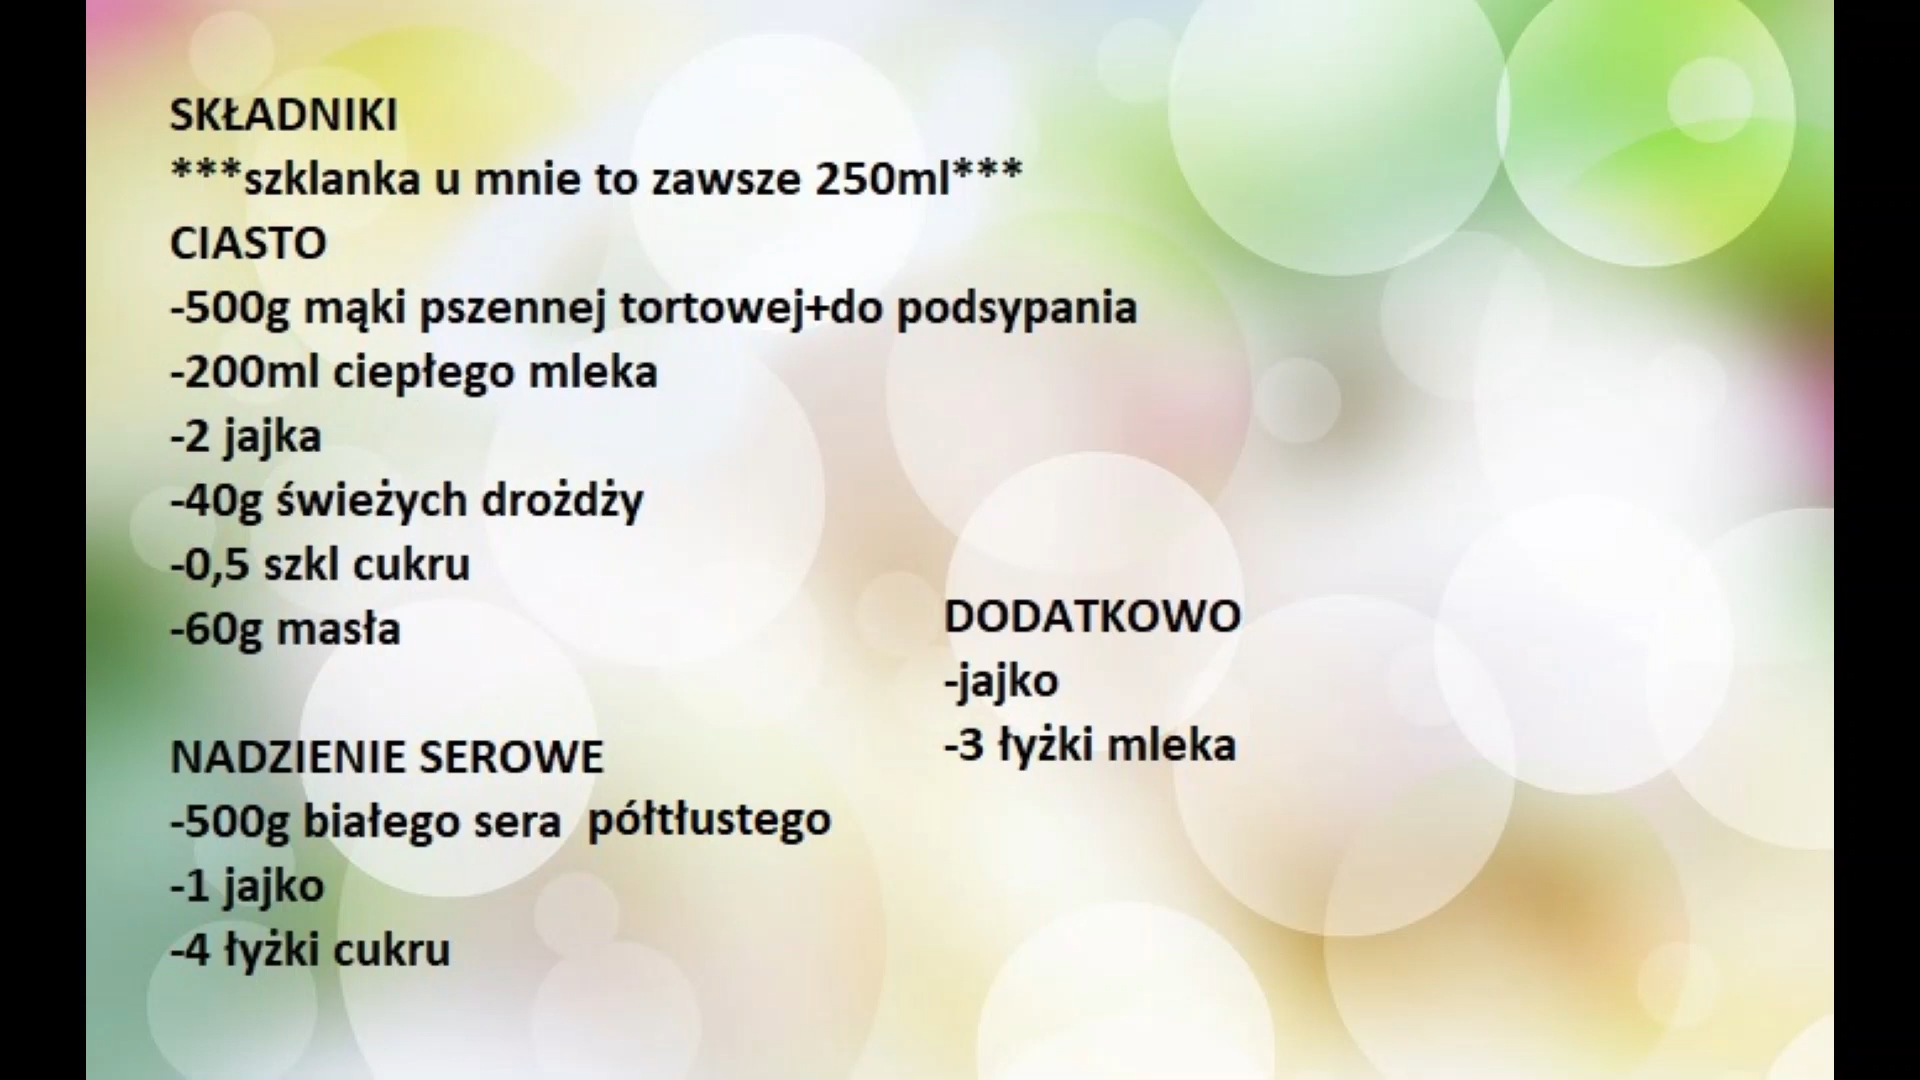 SKŁADNIKI
***szklanka u mnie to zawsze 250ml***
CIASTO
-500g mąki pszennej tortowej+do podsypania
-200ml ciepłego mleka
-2 jajka
-40g świeżych drożdży
-0,5 szkl cukru
-60g masła
NADZIENIE SEROWE
-500g białego sera  półtłustego
-1 jajko
-4 łyżki cukru
DODATKOWO
-jajko
-3 łyżki mleka